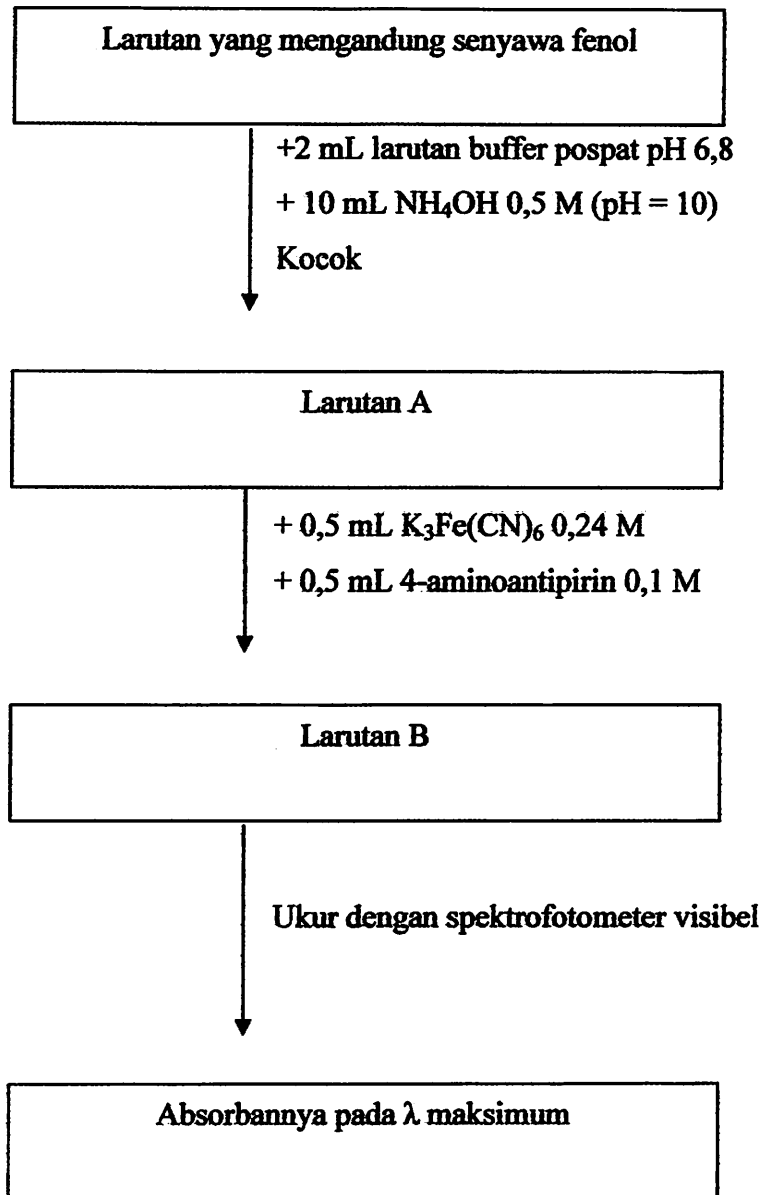 Larutan yang mengandung senyawa fenol
+2 mL larutan buffer pospat pH 6,8
+ 10 mL NH₄OH 0,5 M (pH = 10)
Kocok
Larutan A
+ 0,5 mL K₃Fe(CN)₆ 0,24 M
+ 0,5 mL 4-aminoantipirin 0,1 M
Larutan B
Ukur dengan spektrofotometer visibel
Absorbannya pada λ maksimum